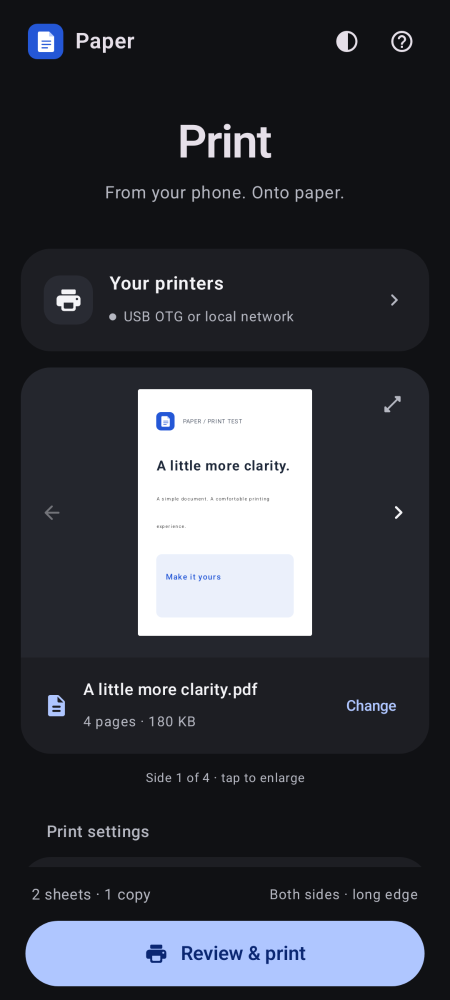 Paper
Print
From your phone. Onto paper.
Your printers
USB OTG or local network
PAPER / PRINT TEST
A little more clarity.
A simple document. A comfortable printing
experience.
Make it yours
A little more clarity.pdf
4 pages · 180 KB
Change
Side 1 of 4 · tap to enlarge
Print settings
2 sheets · 1 copy
Both sides · long edge
Review & print